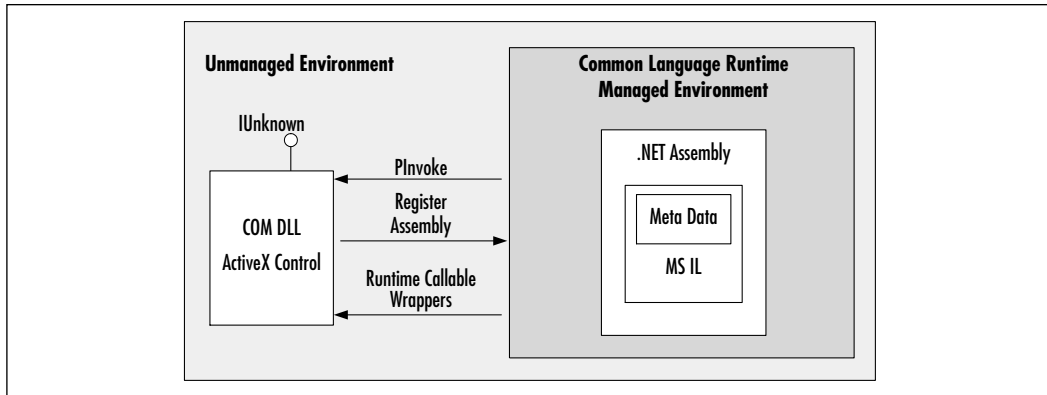 Unmanaged Environment
Common Language Runtime
Managed Environment
IUnknown
.NET Assembly
PInvoke
Register
Assembly
Meta Data
COM DLL
ActiveX Control
MS IL
Runtime Callable
Wrappers